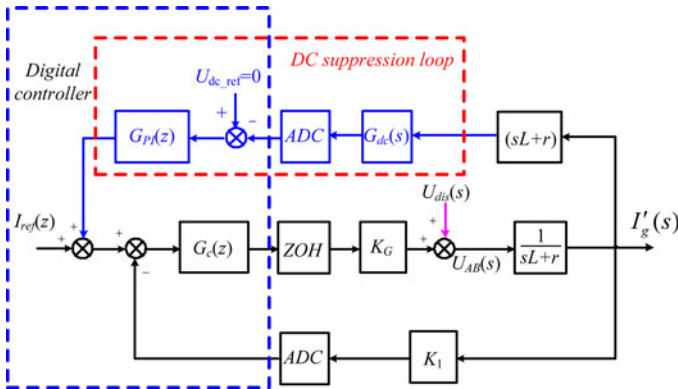 Digital controller
DC suppression loop
U_dc_ref=0
+
−
G_PI(z)
ADC
G_dc(s)
(sL+r)
U_dis(s)
I_ref(z)
+
+
+
−
G_c(z)
ZOH
K_G
+
+
U_AB(s)
1/(sL+r)
I'_g(s)
ADC
K_1